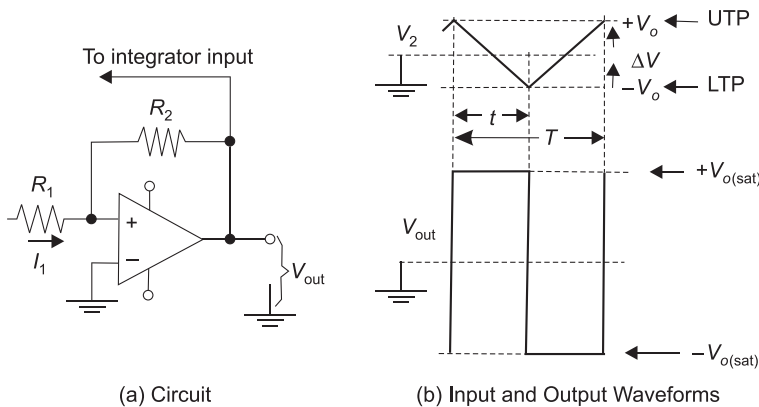 To integrator input
R2
R1
I1
+
−
Vout
(a) Circuit
V2
+Vo
UTP
ΔV
−Vo
LTP
t
T
+Vo(sat)
Vout
−Vo(sat)
(b) Input and Output Waveforms